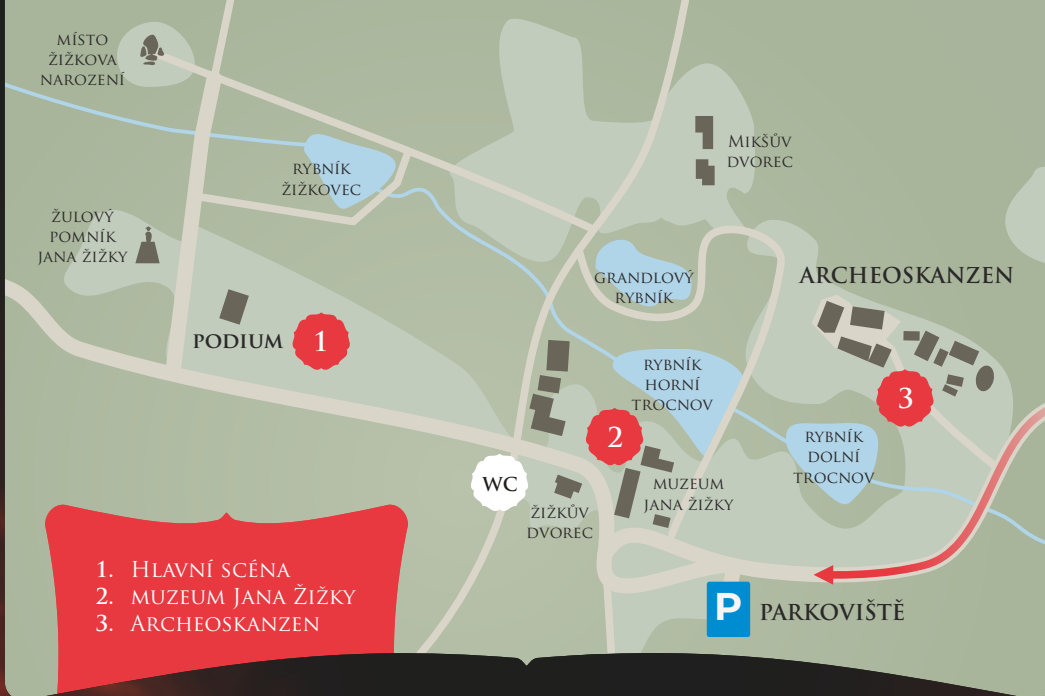 MÍSTO
ŽIŽKOVA
NAROZENÍ
RYBNÍK
ŽIŽKOVEC
MIKŠŮV
DVOREC
ŽULOVÝ
POMNÍK
JANA ŽIŽKY
GRANDLOVÝ
RYBNÍK
ARCHEOSKANZEN
PODIUM
1
RYBNÍK
HORNÍ
TROCNOV
3
2
RYBNÍK
DOLNÍ
TROCNOV
WC
MUZEUM
JANA ŽIŽKY
ŽIŽKŮV
DVOREC
1. HLAVNÍ SCÉNA
2. MUZEUM JANA ŽIŽKY
3. ARCHEOSKANZEN
P PARKOVIŠTĚ